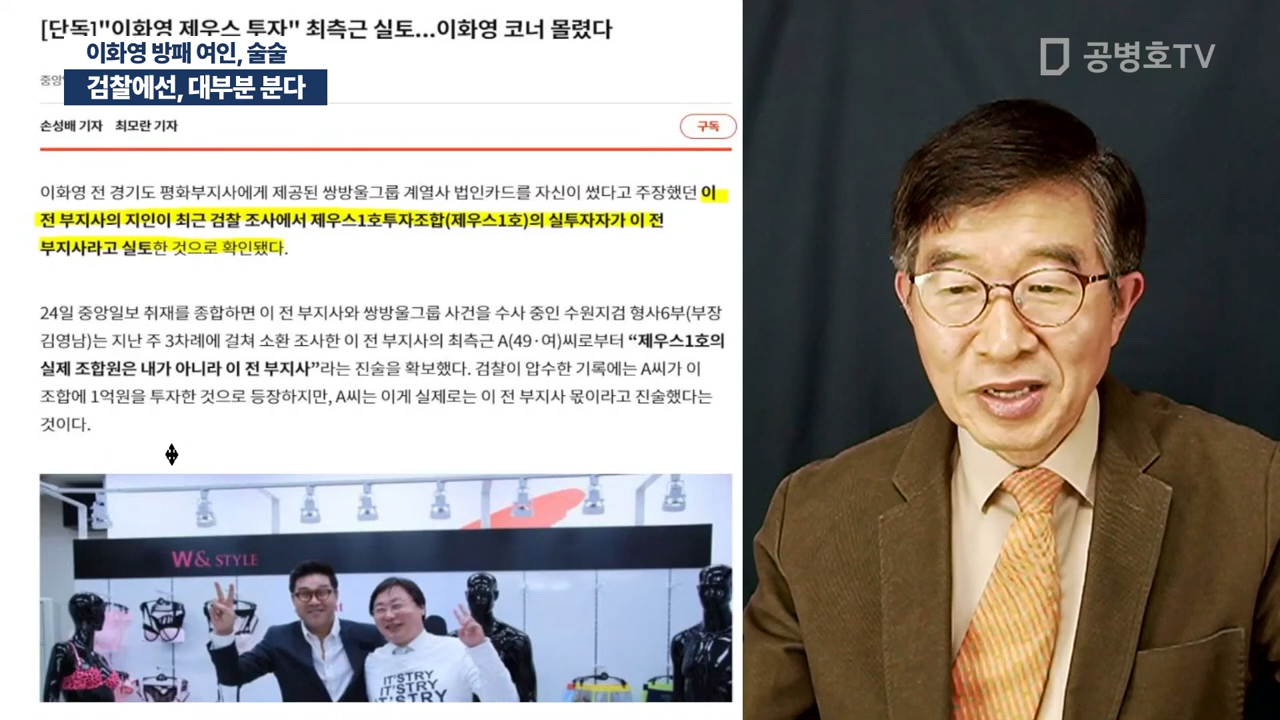 [단독]"이화영 제우스 투자" 최측근 실토...이화영 코너 몰렸다
이화영 방패 여인, 술술
검찰에선, 대부분 분다
중앙
손성배 기자 최모란 기자
구독
이화영 전 경기도 평화부지사에게 제공된 쌍방울그룹 계열사 법인카드를 자신이 썼다고 주장했던 이
전 부지사의 지인이 최근 검찰 조사에서 제우스1호투자조합(제우스1호)의 실투자자가 이 전
부지사라고 실토한 것으로 확인됐다.
24일 중앙일보 취재를 종합하면 이 전 부지사와 쌍방울그룹 사건을 수사 중인 수원지검 형사6부(부장
김영남)는 지난 주 3차례에 걸쳐 소환 조사한 이 전 부지사의 최측근 A(49·여)씨로부터 “제우스1호의
실제 조합원은 내가 아니라 이 전 부지사”라는 진술을 확보했다. 검찰이 압수한 기록에는 A씨가 이
조합에 1억원을 투자한 것으로 등장하지만, A씨는 이게 실제로는 이 전 부지사 몫이라고 진술했다는
것이다.
W& STYLE
IT'S TRY
IT'S TRY
IT'S TRY
공병호TV